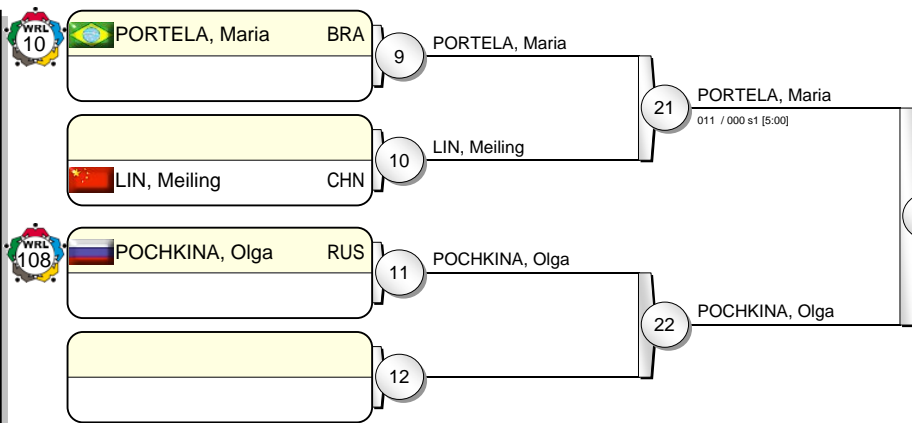 WRL
10
PORTELA, Maria BRA
9
PORTELA, Maria
21
PORTELA, Maria
011 / 000 s1 [5:00]
10
LIN, Meiling
LIN, Meiling CHN
WRL
108
POCHKINA, Olga RUS
11
POCHKINA, Olga
22
POCHKINA, Olga
12